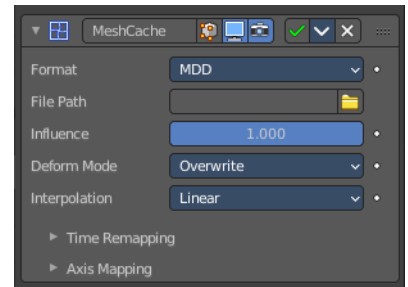 MeshCache
Format MDD
File Path
Influence 1.000
Deform Mode Overwrite
Interpolation Linear
Time Remapping
Axis Mapping